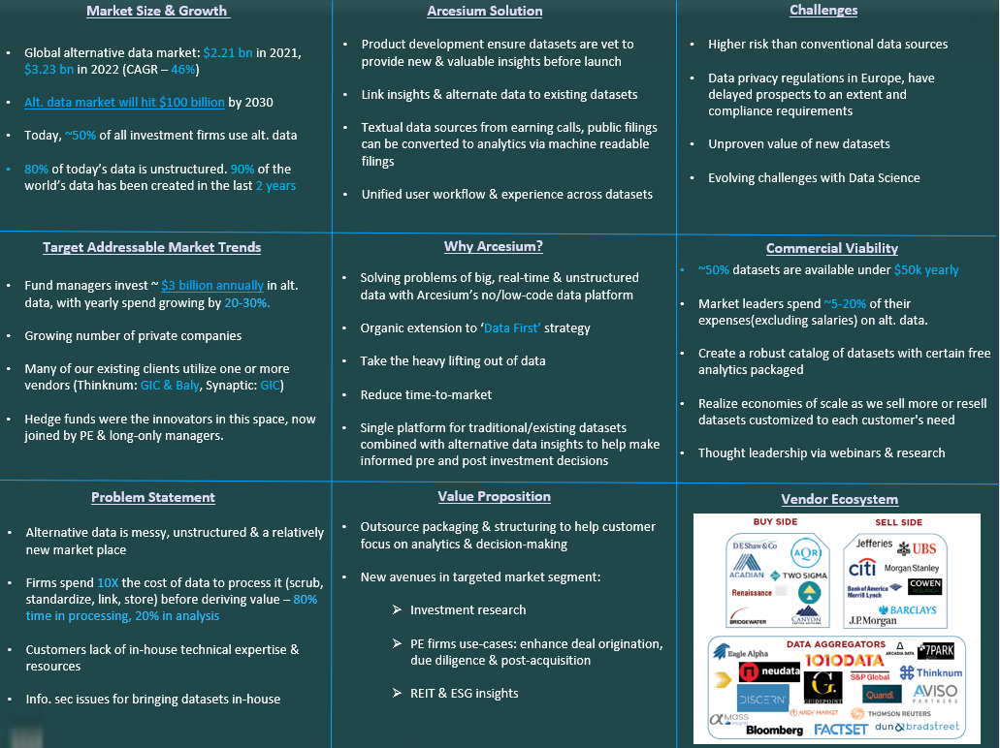 Market Size & Growth
• Global alternative data market: $2.21 bn in 2021,
$3.23 bn in 2022 (CAGR – 46%)
• Alt. data market will hit $100 billion by 2030
• Today, ~50% of all investment firms use alt. data
• 80% of today's data is unstructured. 90% of the
world's data has been created in the last 2 years
Arcesium Solution
• Product development ensure datasets are vet to
provide new & valuable insights before launch
• Link insights & alternate data to existing datasets
• Textual data sources from earning calls, public filings
can be converted to analytics via machine readable
filings
• Unified user workflow & experience across datasets
Challenges
• Higher risk than conventional data sources
• Data privacy regulations in Europe, have
delayed prospects to an extent and
compliance requirements
• Unproven value of new datasets
• Evolving challenges with Data Science
Target Addressable Market Trends
• Fund managers invest ~ $3 billion annually in alt.
data, with yearly spend growing by 20-30%.
• Growing number of private companies
• Many of our existing clients utilize one or more
vendors (Thinknum: GIC & Baly, Synaptic: GIC)
• Hedge funds were the innovators in this space, now
joined by PE & long-only managers.
Why Arcesium?
• Solving problems of big, real-time & unstructured
data with Arcesium's no/low-code data platform
• Organic extension to 'Data First' strategy
• Take the heavy lifting out of data
• Reduce time-to-market
• Single platform for traditional/existing datasets
combined with alternative data insights to help make
informed pre and post investment decisions
Commercial Viability
• ~50% datasets are available under $50k yearly
• Market leaders spend ~5-20% of their
expenses(excluding salaries) on alt. data.
• Create a robust catalog of datasets with certain free
analytics packaged
• Realize economies of scale as we sell more or resell
datasets customized to each customer's need
• Thought leadership via webinars & research
Problem Statement
• Alternative data is messy, unstructured & a relatively
new market place
• Firms spend 10X the cost of data to process it (scrub,
standardize, link, store) before deriving value – 80%
time in processing, 20% in analysis
• Customers lack of in-house technical expertise &
resources
• Info. sec issues for bringing datasets in-house
Value Proposition
• Outsource packaging & structuring to help customer
focus on analytics & decision-making
• New avenues in targeted market segment:
➢ Investment research
➢ PE firms use-cases: enhance deal origination,
due diligence & post-acquisition
➢ REIT & ESG insights
Vendor Ecosystem
BUY SIDE
DE Shaw & Co
AQR
ACADIAN
TWO SIGMA
Renaissance
BRIDGEWATER
CANYON
SELL SIDE
Jefferies
UBS
citi
Morgan Stanley
Bank of America
Merrill Lynch
COWEN
BARCLAYS
J.P.Morgan
DATA AGGREGATORS
Eagle Alpha
1010DATA
ARCADIA DATA
7PARK
neudata
G
GUIDEPOINT
S&P Global
Thinknum
DISCERN
Quandl
AVISO
PARTNERS
αMASS
AIREX MARKET
THOMSON REUTERS
Bloomberg
FACTSET
dun & bradstreet